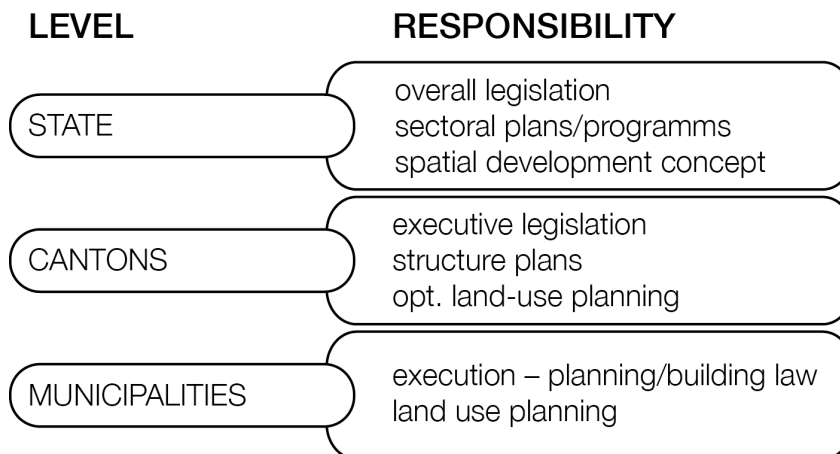 LEVEL RESPONSIBILITY
STATE
overall legislation
sectoral plans/programms
spatial development concept
CANTONS
executive legislation
structure plans
opt. land-use planning
MUNICIPALITIES
execution – planning/building law
land use planning